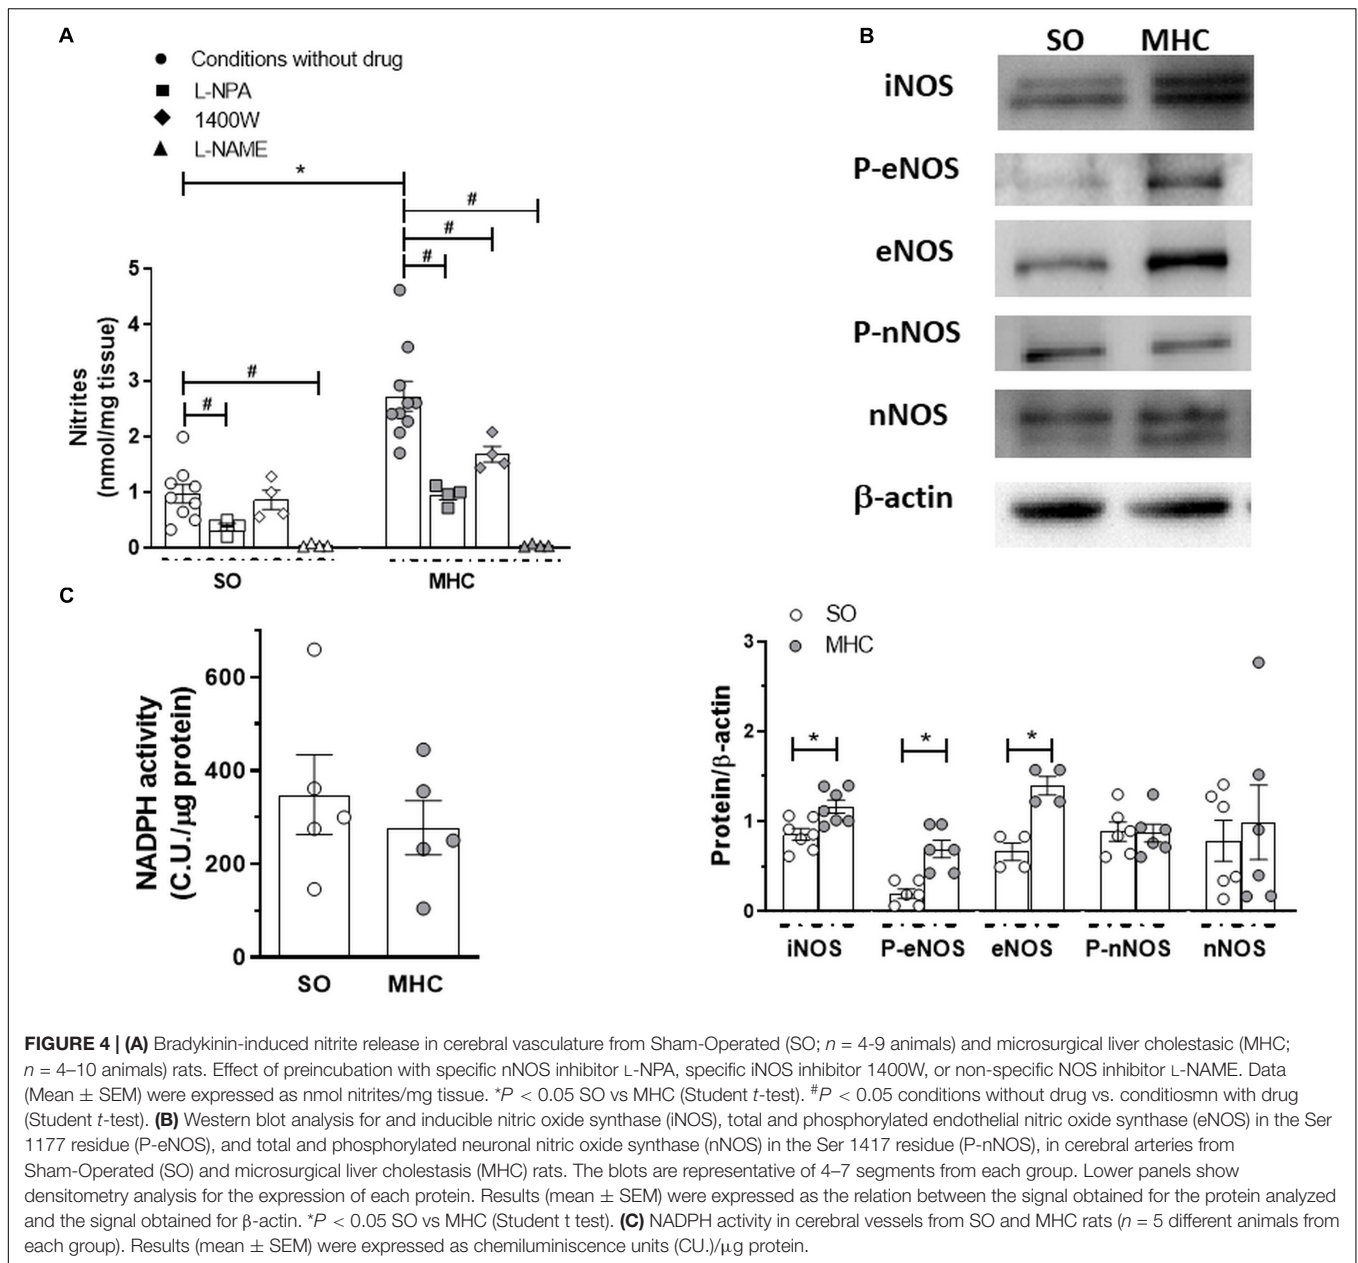 A
Conditions without drug
L-NPA
1400W
L-NAME
*
#
#
#
#
#
5
4
3
2
1
0
Nitrites
(nmol/mg tissue)
SO
MHC
B
SO MHC
iNOS
P-eNOS
eNOS
P-nNOS
nNOS
β-actin
SO
MHC
3
2
1
0
Protein/β-actin
*
*
*
iNOS P-eNOS eNOS P-nNOS nNOS
C
600
400
200
0
NADPH activity
(C.U./μg protein)
SO MHC
FIGURE 4 | (A) Bradykinin-induced nitrite release in cerebral vasculature from Sham-Operated (SO; n = 4-9 animals) and microsurgical liver cholestasic (MHC;
n = 4–10 animals) rats. Effect of preincubation with specific nNOS inhibitor L-NPA, specific iNOS inhibitor 1400W, or non-specific NOS inhibitor L-NAME. Data
(Mean ± SEM) were expressed as nmol nitrites/mg tissue. *P < 0.05 SO vs MHC (Student t-test). #P < 0.05 conditions without drug vs. conditiosmn with drug
(Student t-test). (B) Western blot analysis for and inducible nitric oxide synthase (iNOS), total and phosphorylated endothelial nitric oxide synthase (eNOS) in the Ser
1177 residue (P-eNOS), and total and phosphorylated neuronal nitric oxide synthase (nNOS) in the Ser 1417 residue (P-nNOS), in cerebral arteries from
Sham-Operated (SO) and microsurgical liver cholestasis (MHC) rats. The blots are representative of 4–7 segments from each group. Lower panels show
densitometry analysis for the expression of each protein. Results (mean ± SEM) were expressed as the relation between the signal obtained for the protein analyzed
and the signal obtained for β-actin. *P < 0.05 SO vs MHC (Student t test). (C) NADPH activity in cerebral vessels from SO and MHC rats (n = 5 different animals from
each group). Results (mean ± SEM) were expressed as chemiluminiscence units (CU.)/μg protein.